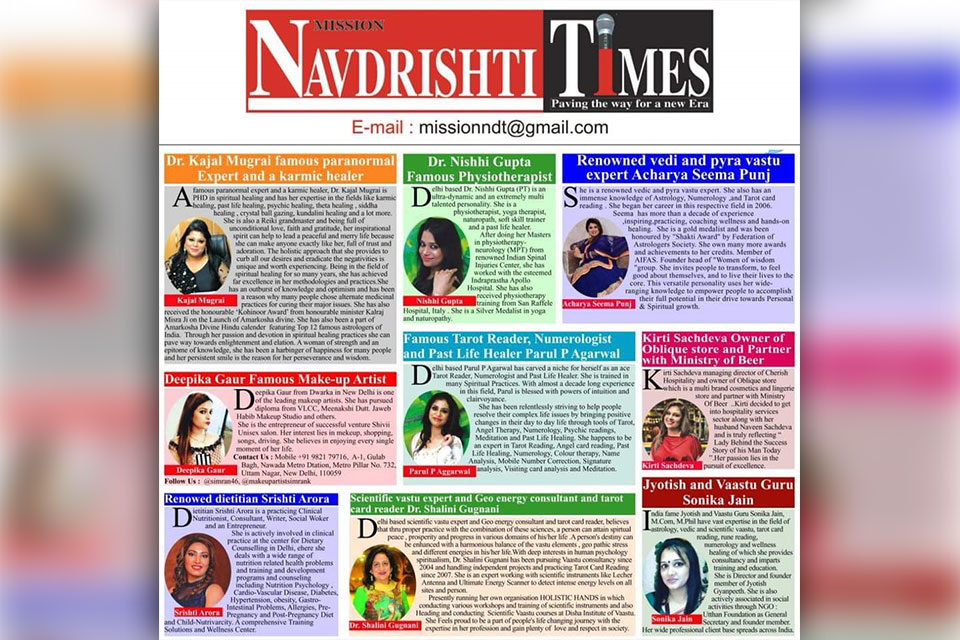 MISSION
NAVDRISHTI TIMES
Paving the way for a new Era
E-mail : missionndt@gmail.com
Dr. Kajal Mugrai famous paranormal
Expert and a karmic healer
A famous paranormal expert and a karmic healer, Dr. Kajal Mugrai is
PHD in spiritual healing and has her expertise in the fields like karmic
healing, past life healing, psychic healing, theta healing , siddha
healing , crystal ball gazing, kundalini healing and a lot more.
She is also a Reiki grandmaster and being full of
unconditional love, faith and gratitude, her inspirational
spirit can help to lead a peaceful and merry life because
she can make anyone exactly like her, full of trust and
adoration. The holistic approach that she provides to
curb all our desires and eradicate the negativities is
unique and worth experiencing. Being in the field of
spiritual healing for so many years, she has achieved
far excellence in her methodologies and practices.She
has an outburst of knowledge and optimism and has been
a reason why many people chose alternate medicinal
practices for curing their major issues. She has also
received the honourable 'Kohinoor Award' from honourable minister Kalraj
Misra Ji on the Launch of Amarkosha divine. She has also been a part of
Amarkosha Divine Hindu calender featuring Top 12 famous astrologers of
India. Through her passion and devotion in spiritual healing practices she can
pave way towards enlightenment and elation. A woman of strength and an
epitome of knowledge, she has been a harbinger of happiness for many people
and her persistent smile is the reason for her perseverance and wisdom.
Kajal Mugrai
Dr. Nishhi Gupta
Famous Physiotherapist
Delhi based Dr. Nishhi Gupta (PT) is an
ultra-dynamic and an extremely multi
talented personality. She is a
physiotherapist, yoga therapist,
naturopath, soft skill trainer
and a past life healer.
After doing her Masters
in physiotherapy-
neurology (MPT) from
renowned Indian Spinal
Injuries Center, she has
worked with the esteemed
Indraprastha Apollo
Hospital. She has also
received physiotherapy
training from San Raffele
Hospital, Italy . She is a Silver Medalist in yoga
and naturopathy.
Nishhi Gupta
Renowned vedi and pyra vastu
expert Acharya Seema Punj
She is a renowned vedic and pyra vastu expert. She also has an
immense knowledge of Astrology, Numerology ,and Tarot card
reading . She began her career in this respective field in 2006.
Seema has more than a decade of experience
,inspiring,practicing, coaching wellness and hands-on
healing. She is a gold medalist and was been
honoured by "Shakti Award" by Federation of
Astrologers Society. She own many more awards
and achievements to her credits. Member of
AIFAS. Founder head of "Women of wisdom
"group. She invites people to transform, to feel
good about themselves, and to live their lives to the
core. This versatile personality uses her wide-
ranging knowledge to empower people to accomplish
their full potential in their drive towards Personal
& Spiritual growth.
Acharya Seema Punj
Deepika Gaur Famous Make-up Artist
Deepika Gaur from Dwarka in New Delhi is one
of the leading makeup artists. She has pursued
diploma from VLCC, Meenakshi Dutt. Jaweb
Habib Makeup Studio and others.
She is the entrepreneur of successful venture Shivii
Unisex salon. Her interest lies in makeup, shopping,
songs, driving. She believes in enjoying every single
moment of her life.
Contact Us : Mobile +91 9821 79716, A-1, Gulab
Bagh, Nawada Metro Dtation, Metro Pillar No. 732,
Uttam Nagar, New Delhi, 110059
Follow Us : @simran46, @makeupartistsimrank
Deepika Gaur
Famous Tarot Reader, Numerologist
and Past Life Healer Parul P Agarwal
Delhi based Parul P Agarwal has carved a niche for herself as an ace
Tarot Reader, Numerologist and Past Life Healer. She is trained in
many Spiritual Practices. With almost a decade long experience
in this field, Parul is blessed with powers of intuition and
clairvoyance.
She has been relentlessly striving to help people
resolve their complex life issues by bringing positive
changes in their day to day life through tools of Tarot,
Angel Therapy, Numerology, Psychic readings,
Meditation and Past Life Healing. She happens to be
an expert in Tarot Reading, Angel card reading, Past
Life Healing, Numerology, Colour therapy, Name
Analysis, Mobile Number Correction, Signature
analysis, Visiting card analysis and Meditation.
Parul P Aggarwal
Kirti Sachdeva Owner of
Oblique store and Partner
with Ministry of Beer
Kirti Sachdeva managing director of Cherish
Hospitality and owner of Oblique store
which is a multi brand cosmetics and lingerie
store and partner with Ministry
Of Beer ..Kirti decided to get
into hospitality services
sector along with her
husband Naveen Sachdeva
and is truly reflecting "
Lady Behind the Success
Story of his Man Today
" Her passion lies in the
pursuit of excellence.
Kirti Sachdeva
Renowed dietitian Srishti Arora
Dietitian Srishti Arora is a practicing Clinical
Nutritionist, Consultant, Writer, Social Woker
and an Entrepreneur.
She is actively involved in clinical
practice at the center for Dietary
Counselling in Delhi, ehere she
deals with a wide range of
nutrition related health problems
and training and development
programs and counseling
including Nutrition Psychology ,
Cardio-Vascular Disease, Diabetes,
Hypertension, obesity, Gastro-
Intestinal Problems, Allergies, Pre-
Pregnancy and Post-Pregnancy Diet
and Child-Nutrivarcity. A comprehensive Training
Solutions and Wellness Center.
Srishti Arora
Scientific vastu expert and Geo energy consultant and tarot
card reader Dr. Shalini Gugnani
Delhi based scientific vastu expert and Geo energy consultant and tarot card reader, believes
that thru proper practice with the combination of these sciences, a person can attain spiritual
peace , prosperity and progress in various domains of his/her life .A person's destiny can
be enhanced with a harmonious balance of the vastu elements , geo pathic stress
and different energies in his/her life.With deep interests in human psychology
spiritualism, Dr. Shalini Gugnani has been pursuing Vaastu consultancy since
2004 and handling independent projects and practicing Tarot Card Reading
since 2007. She is an expert working with scientific instruments like Lecher
Antenna and Ultimate Energy Scanner to detect intense energy levels on all
sites and person.
Presently running her own organisation HOLISTIC HANDS in which
conducting various workshops and training of scientific instruments and also
Heading and conducting Scientific Vaastu courses at Disha Institute of Vaastu.
She Feels proud to be a part of people's life changing journey with the
expertise in her profession and gain plenty of love and respect in society.
Dr. Shalini Gugnani
Jyotish and Vaastu Guru
Sonika Jain
India fame Jyotish and Vaastu Guru Sonika Jain,
M.Com, M.Phil have vast expertise in the field of
astrology, vedic and scientific vaastu, tarot card
reading, rune reading,
numerology and wellness
healing of which she provides
consultancy and imparts
training and education.
She is Director and founder
member of Jyotish
Gyanpeeth. She is also
actively associated in social
activities through NGO :
Utthan Foundation as General
Secretary and founder member.
Her wide professional client base spreads across India.
Sonika Jain